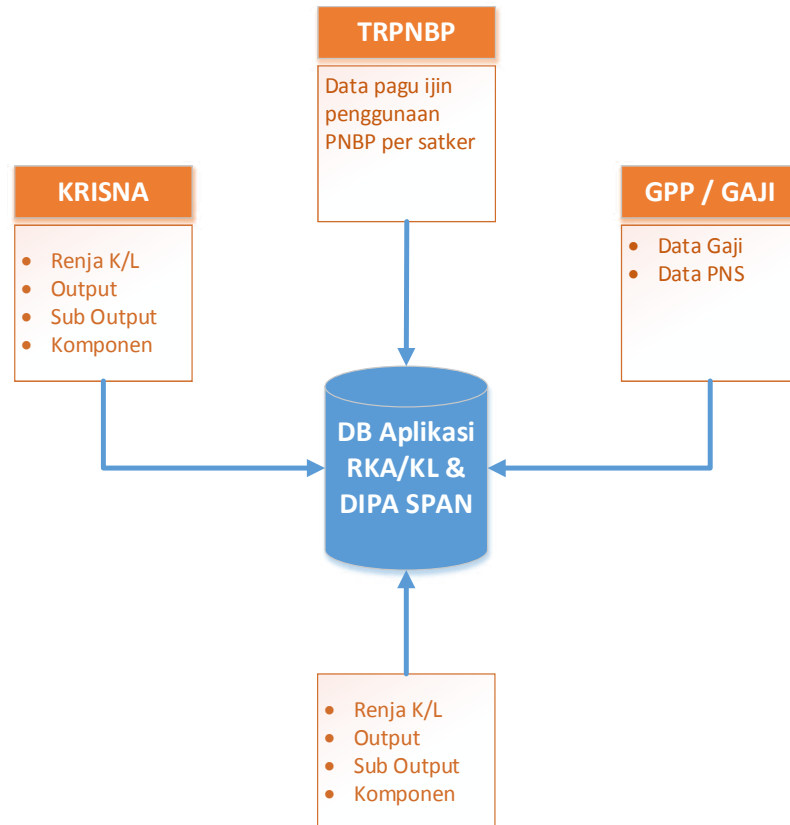 TRPNBP
Data pagu ijin
penggunaan
PNBP per satker
KRISNA
• Renja K/L
• Output
• Sub Output
• Komponen
GPP / GAJI
• Data Gaji
• Data PNS
DB Aplikasi
RKA/KL &
DIPA SPAN
• Renja K/L
• Output
• Sub Output
• Komponen